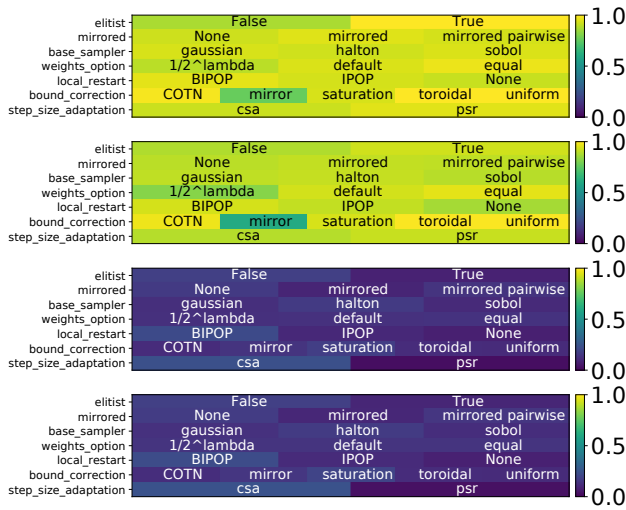 elitist False True 1.0
mirrored None mirrored mirrored pairwise
base_sampler gaussian halton sobol
weights_option 1/2^lambda default equal 0.5
local_restart BIPOP IPOP None
bound_correction COTN mirror saturation toroidal uniform
step_size_adaptation csa psr 0.0
elitist False True 1.0
mirrored None mirrored mirrored pairwise
base_sampler gaussian halton sobol
weights_option 1/2^lambda default equal 0.5
local_restart BIPOP IPOP None
bound_correction COTN mirror saturation toroidal uniform
step_size_adaptation csa psr 0.0
elitist False True 1.0
mirrored None mirrored mirrored pairwise
base_sampler gaussian halton sobol
weights_option 1/2^lambda default equal 0.5
local_restart BIPOP IPOP None
bound_correction COTN mirror saturation toroidal uniform
step_size_adaptation csa psr 0.0
elitist False True 1.0
mirrored None mirrored mirrored pairwise
base_sampler gaussian halton sobol
weights_option 1/2^lambda default equal 0.5
local_restart BIPOP IPOP None
bound_correction COTN mirror saturation toroidal uniform
step_size_adaptation csa psr 0.0